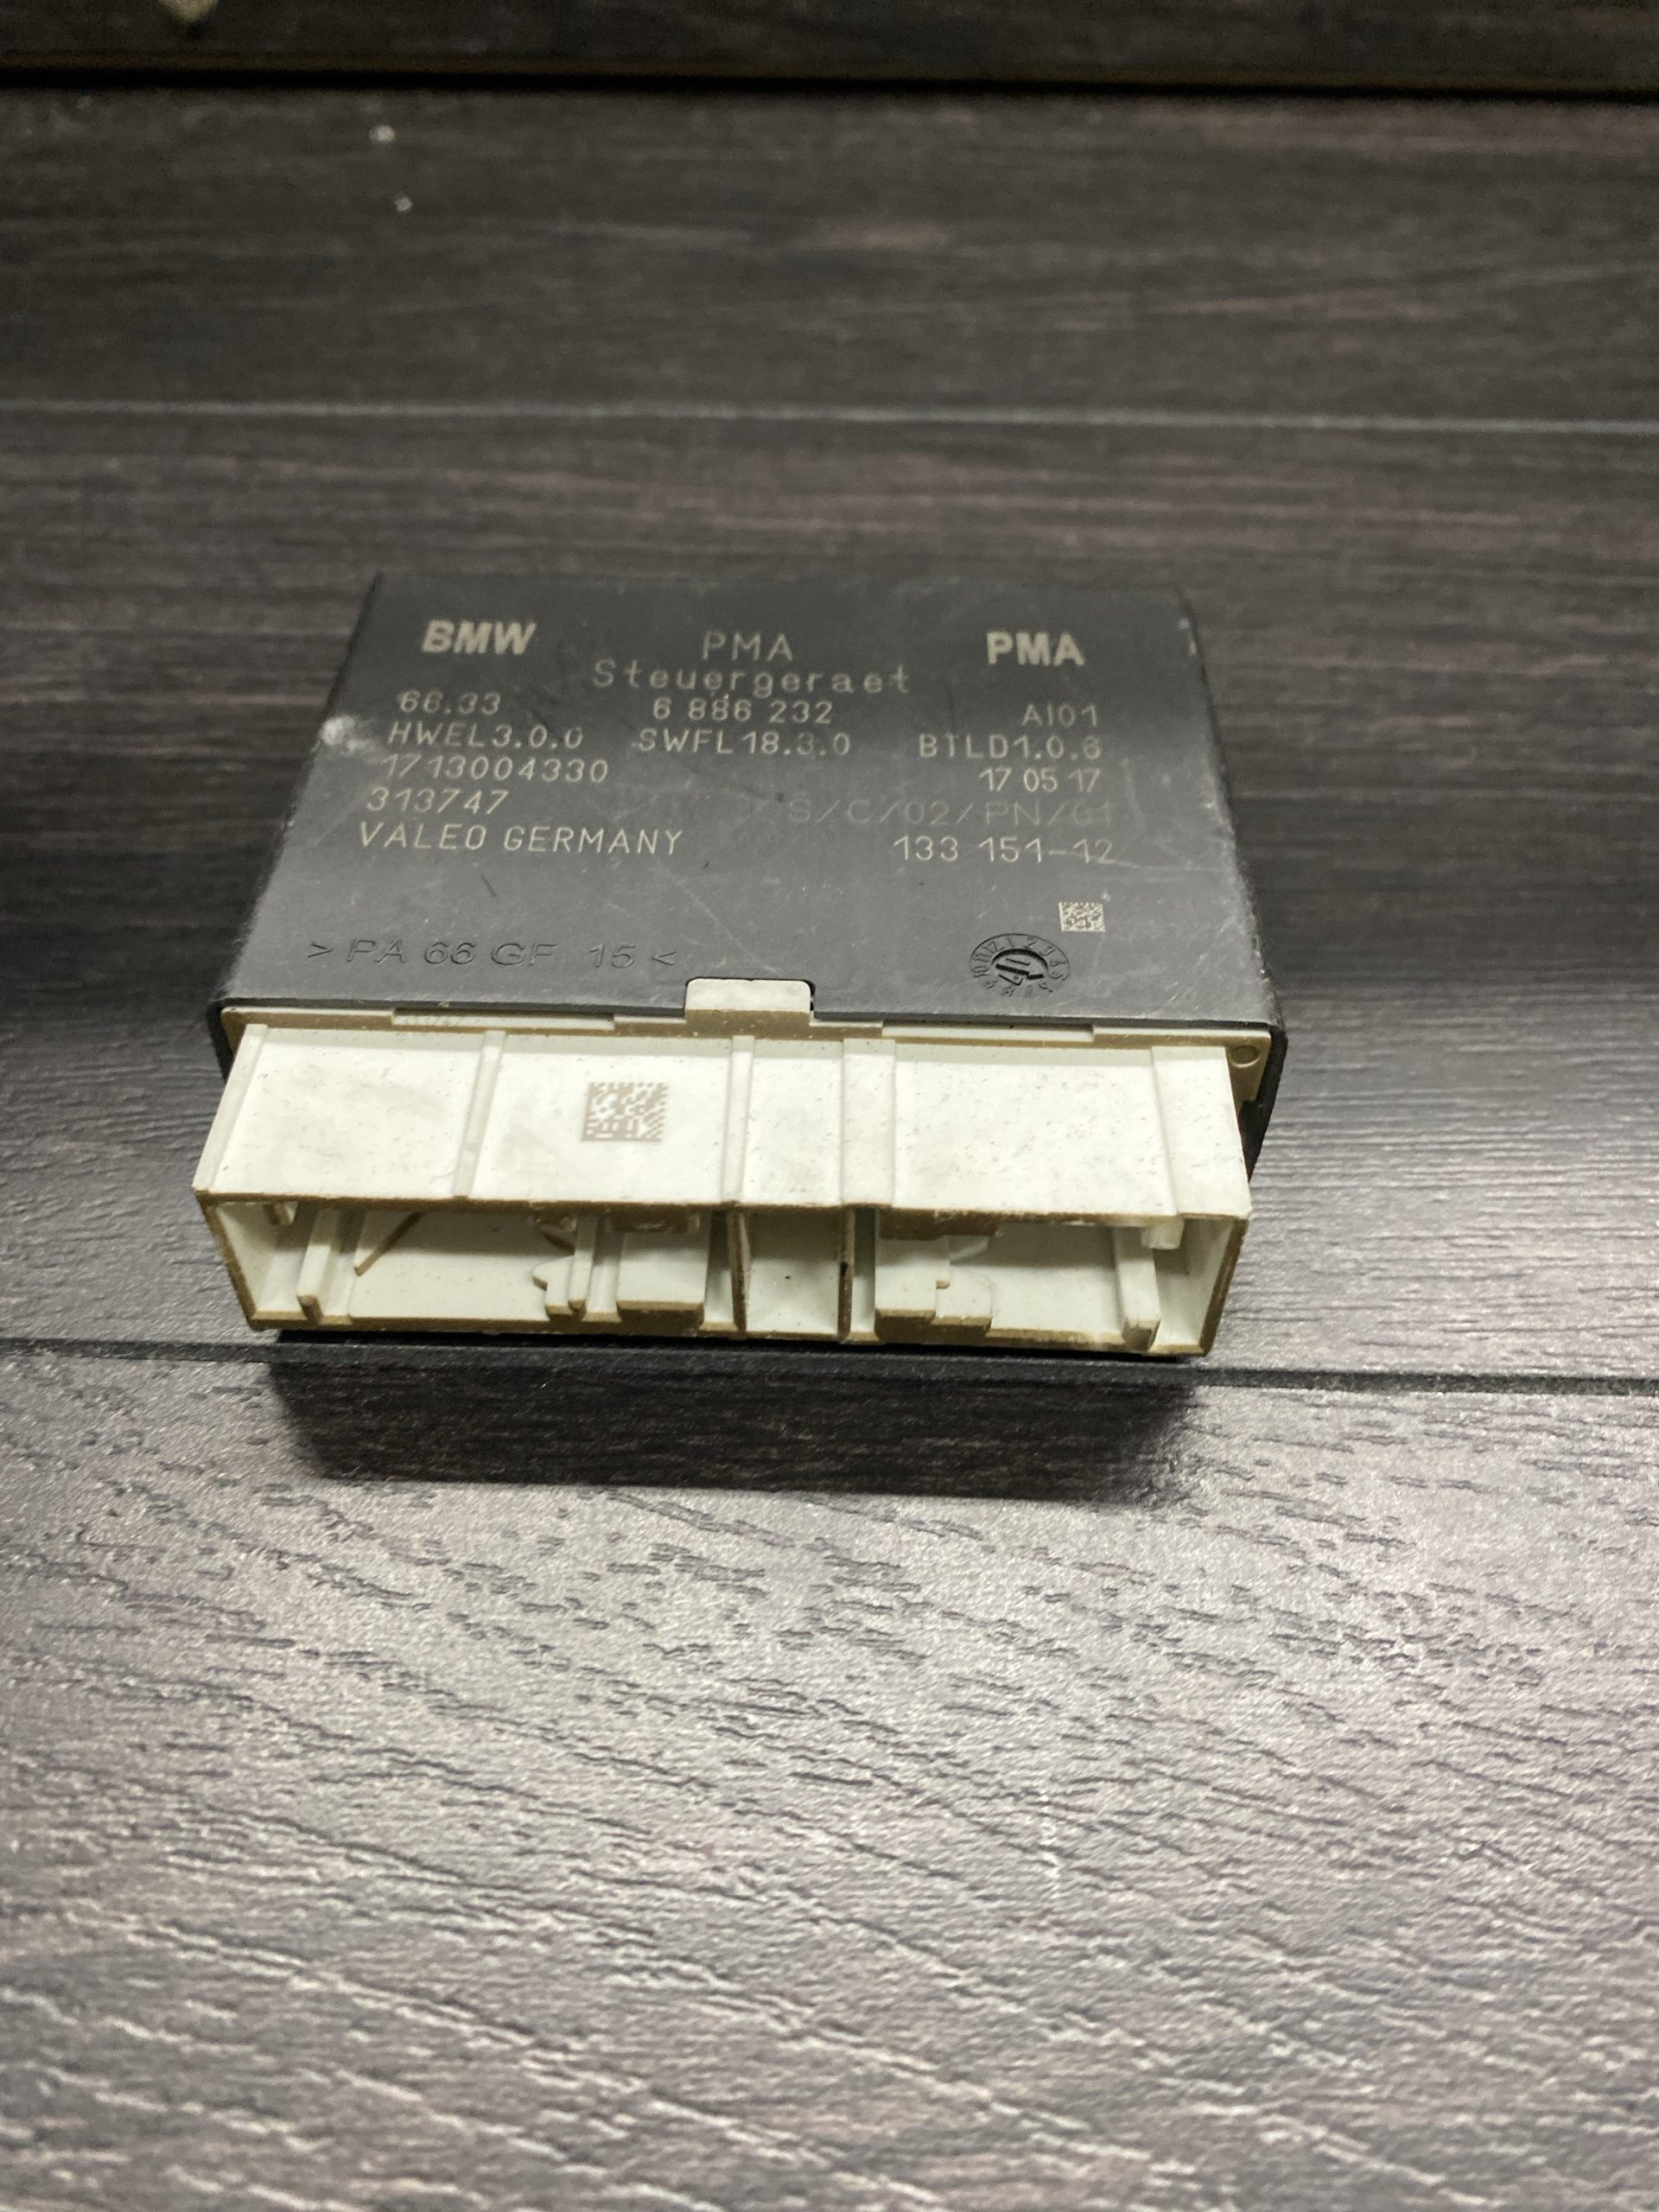 BMW PMA PMA
Steuergeraet
66.33 6 886 232 AI01
HWEL3.0.0 SWFL18.3.0 BTLD1.0.6
1713004330 17 05 17
313747 S/C/02/PN/01
VALEO GERMANY 133 151-12
>PA 66 GF 15<